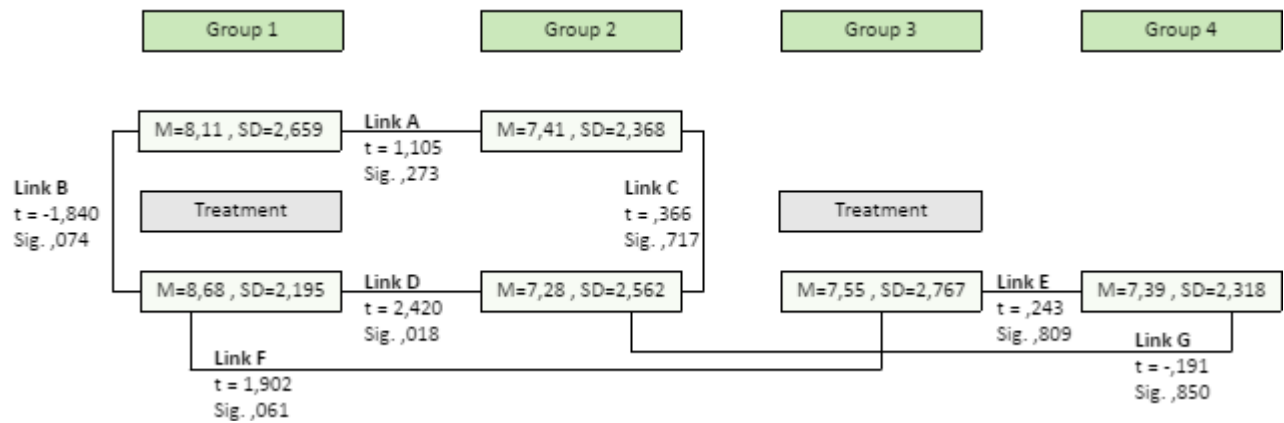 Group 1
Group 2
Group 3
Group 4
M=8,11 , SD=2,659
Link A
t = 1,105
Sig. ,273
M=7,41 , SD=2,368
Link B
t = -1,840
Sig. ,074
Treatment
Link C
t = ,366
Sig. ,717
Treatment
M=8,68 , SD=2,195
Link D
t = 2,420
Sig. ,018
M=7,28 , SD=2,562
M=7,55 , SD=2,767
Link E
t = ,243
Sig. ,809
M=7,39 , SD=2,318
Link F
t = 1,902
Sig. ,061
Link G
t = -,191
Sig. ,850